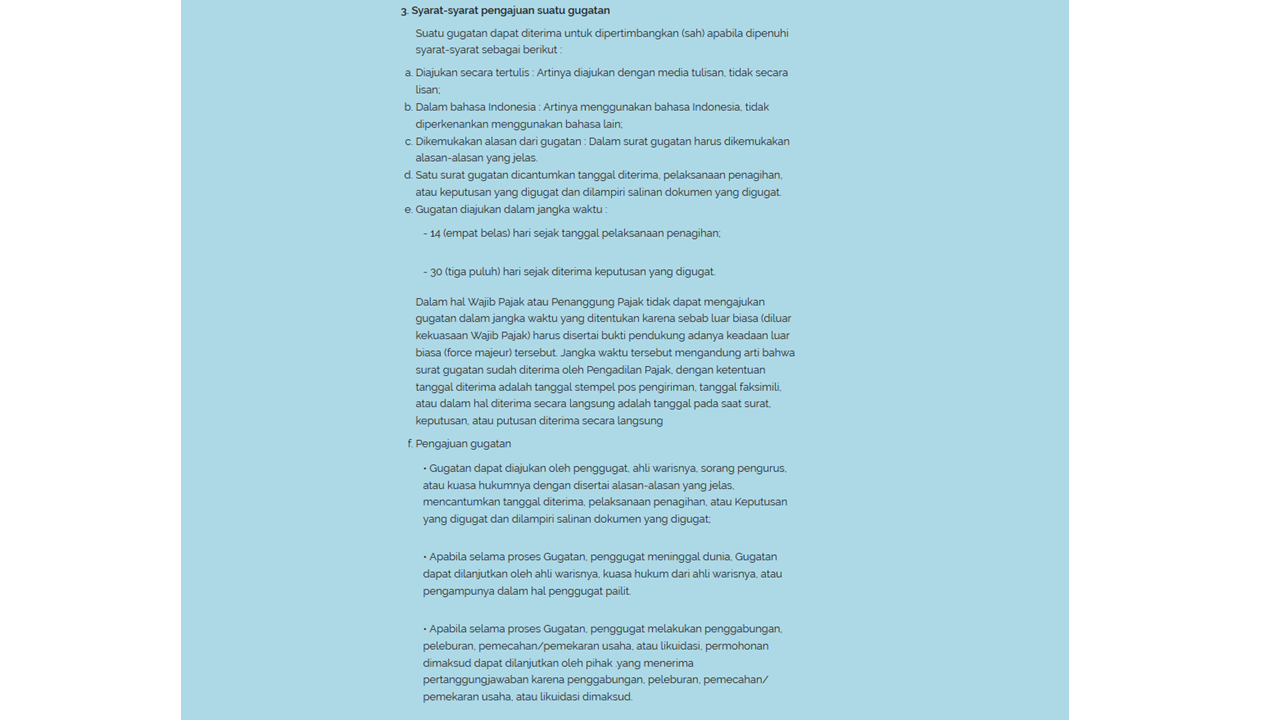 3. Syarat-syarat pengajuan suatu gugatan
Suatu gugatan dapat diterima untuk dipertimbangkan (sah) apabila dipenuhi
syarat-syarat sebagai berikut :
a. Diajukan secara tertulis : Artinya diajukan dengan media tulisan, tidak secara
lisan;
b. Dalam bahasa Indonesia : Artinya menggunakan bahasa Indonesia, tidak
diperkenankan menggunakan bahasa lain;
c. Dikemukakan alasan dari gugatan : Dalam surat gugatan harus dikemukakan
alasan-alasan yang jelas.
d. Satu surat gugatan dicantumkan tanggal diterima, pelaksanaan penagihan,
atau keputusan yang digugat dan dilampiri salinan dokumen yang digugat.
e. Gugatan diajukan dalam jangka waktu :
- 14 (empat belas) hari sejak tanggal pelaksanaan penagihan;
- 30 (tiga puluh) hari sejak diterima keputusan yang digugat.
Dalam hal Wajib Pajak atau Penanggung Pajak tidak dapat mengajukan
gugatan dalam jangka waktu yang ditentukan karena sebab luar biasa (diluar
kekuasaan Wajib Pajak) harus disertai bukti pendukung adanya keadaan luar
biasa (force majeur) tersebut. Jangka waktu tersebut mengandung arti bahwa
surat gugatan sudah diterima oleh Pengadilan Pajak, dengan ketentuan
tanggal diterima adalah tanggal stempel pos pengiriman, tanggal faksimili,
atau dalam hal diterima secara langsung adalah tanggal pada saat surat,
keputusan, atau putusan diterima secara langsung
f. Pengajuan gugatan
• Gugatan dapat diajukan oleh penggugat, ahli warisnya, sorang pengurus,
atau kuasa hukumnya dengan disertai alasan-alasan yang jelas,
mencantumkan tanggal diterima, pelaksanaan penagihan, atau Keputusan
yang digugat dan dilampiri salinan dokumen yang digugat;
• Apabila selama proses Gugatan, penggugat meninggal dunia, Gugatan
dapat dilanjutkan oleh ahli warisnya, kuasa hukum dari ahli warisnya, atau
pengampunya dalam hal penggugat pailit.
• Apabila selama proses Gugatan, penggugat melakukan penggabungan,
peleburan, pemecahan/pemekaran usaha, atau likuidasi, permohonan
dimaksud dapat dilanjutkan oleh pihak .yang menerima
pertanggungjawaban karena penggabungan, peleburan, pemecahan/
pemekaran usaha, atau likuidasi dimaksud.